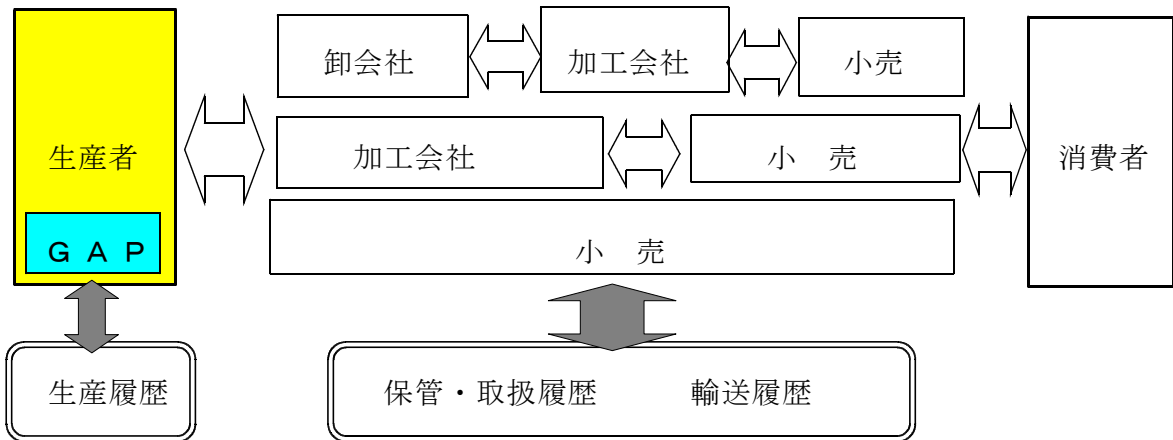 卸会社
加工会社
小売
生産者
加工会社
小　売
消費者
ＧＡＰ
小　売
生産履歴
保管・取扱履歴
輸送履歴